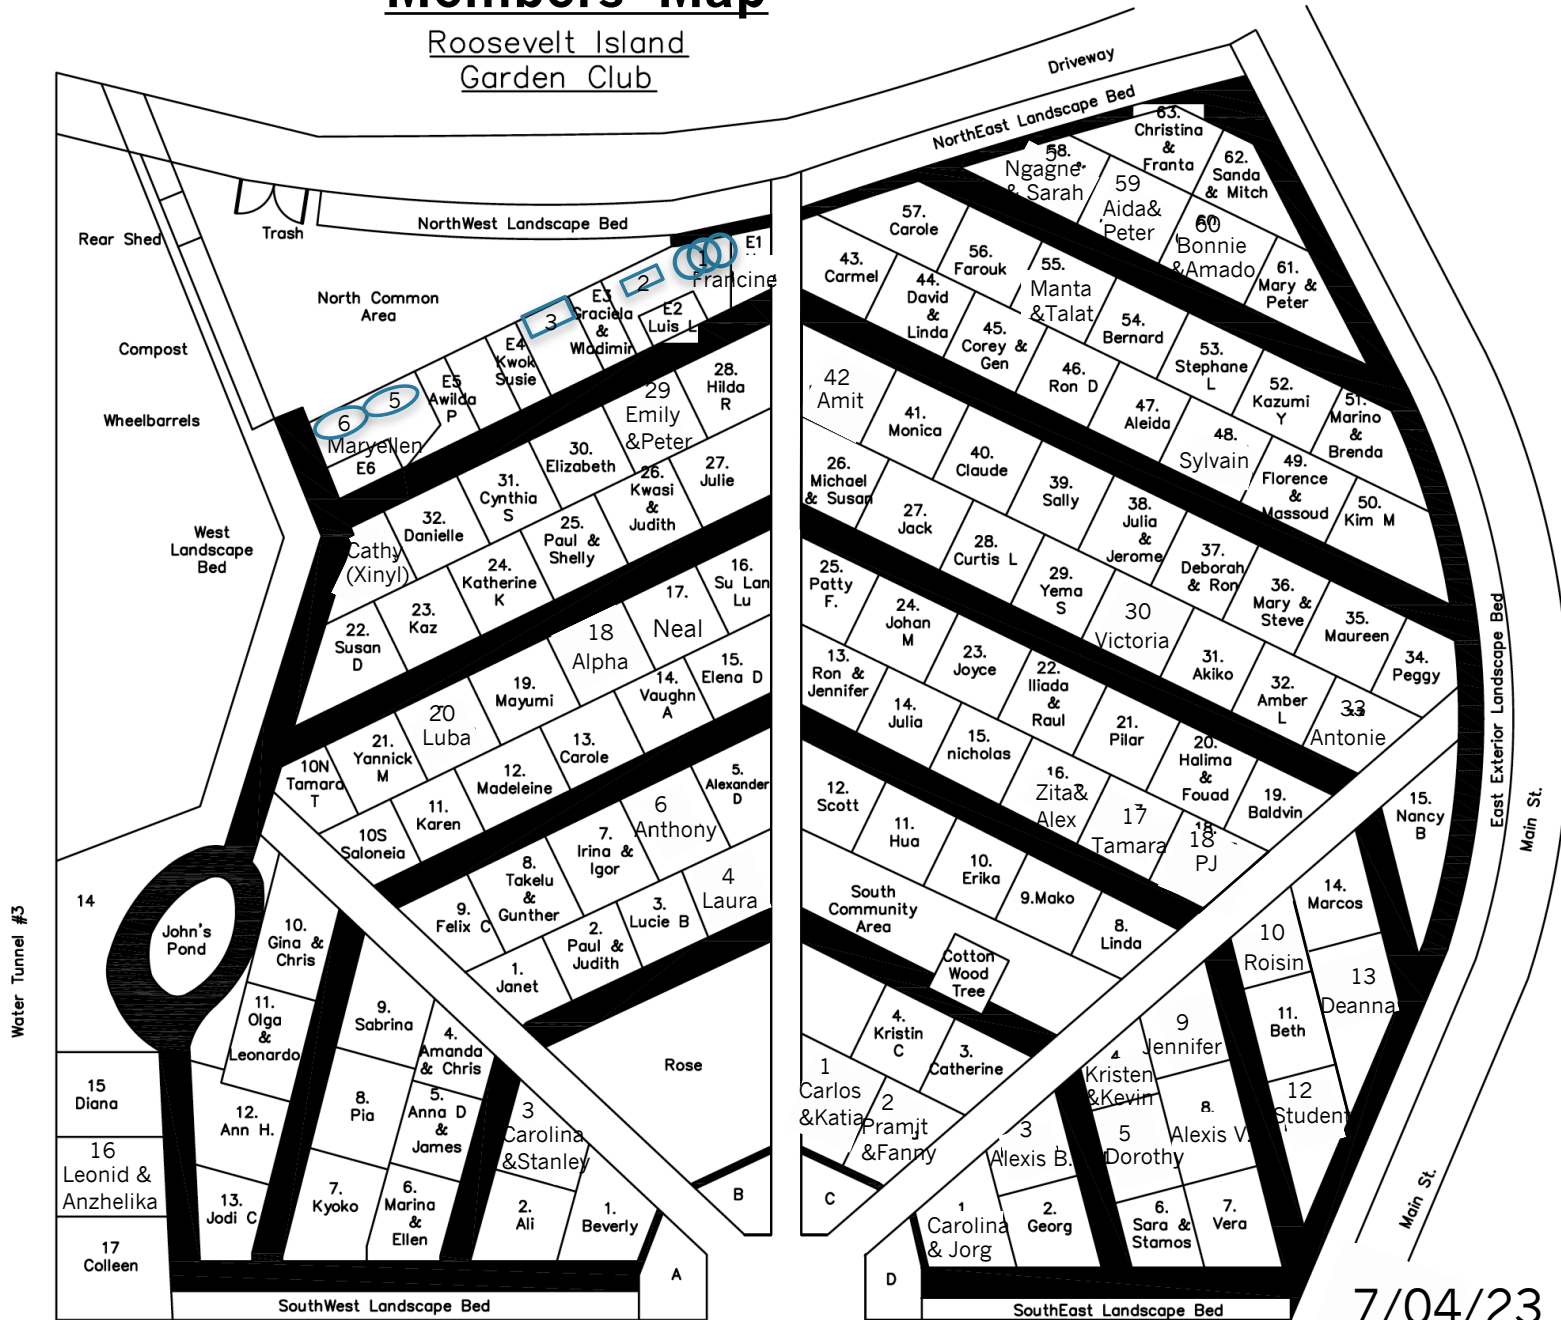 Members Map
Roosevelt Island
Garden Club
Driveway
NorthEast Landscape Bed
NorthWest Landscape Bed
Trash
Rear Shed
North Common
Area
Compost
Wheelbarrels
West
Landscape
Bed
E1
1
Francine
2
E2
Luis L
3
E3
Graciela
&
Wladimir
E4
Kwok
Susie
E5
Awilda
P
5
6
Maryellen
E6
28.
Hilda
R
29
Emily
&Peter
30.
Elizabeth
31.
Cynthia
S
32.
Danielle
Cathy
(Xinyl)
27.
Julie
26.
Kwasi
&
Judith
25.
Paul &
Shelly
24.
Katherine
K
23.
Kaz
22.
Susan
D
16.
Su Lan
Lu
17.
Neal
18
Alpha
19.
Mayumi
20
Luba
21.
Yannick
M
10N
Tamara
T
15.
Elena D
14.
Vaughn
A
13.
Carole
12.
Madeleine
11.
Karen
10S
Saloneia
5.
Alexander
D
6
Anthony
7.
Irina &
Igor
8.
Takelu
&
Gunther
9.
Felix C
4
Laura
3.
Lucie B
2.
Paul &
Judith
1.
Janet
Rose
63.
Christina
&
Franta
62.
Sanda
& Mitch
58.
Ngagne
& Sarah
59
Aida&
Peter
60
Bonnie
&Amado
61.
Mary &
Peter
57.
Carole
56.
Farouk
55.
Manta
&Talat
54.
Bernard
53.
Stephane
L
52.
Kazumi
Y
51.
Marino
&
Brenda
43.
Carmel
44.
David
&
Linda
45.
Corey &
Gen
46.
Ron D
47.
Aleida
48.
Sylvain
49.
Florence
&
Massoud
50.
Kim M
42
Amit
41.
Monica
40.
Claude
39.
Sally
38.
Julia
&
Jerome
37.
Deborah
& Ron
36.
Mary &
Steve
35.
Maureen
34.
Peggy
26.
Michael
& Susan
27.
Jack
28.
Curtis L
29.
Yema
S
30
Victoria
31.
Akiko
32.
Amber
L
33
Antonie
25.
Patty
F.
24.
Johan
M
23.
Joyce
22.
Iliada
&
Raul
21.
Pilar
20.
Halima
&
Fouad
19.
Baldvin
13.
Ron &
Jennifer
14.
Julia
15.
nicholas
16.
Zita&
Alex
17
Tamara
18
PJ
12.
Scott
11.
Hua
10.
Erika
9.Mako
8.
Linda
South
Community
Area
Cotton
Wood
Tree
4.
Kristin
C
3.
Catherine
1
Carlos
&Katia
2
Pramit
&Fanny
15.
Nancy
B
14.
Marcos
13
Deanna
10
Roisin
11.
Beth
12
Student
9
Jennifer
8.
Alexis V.
7.
Vera
4
Kristen
&Kevin
5
Dorothy
6.
Sara &
Stamos
3
Alexis B.
2.
Georg
1
Carolina
& Jorg
East Exterior Landscape Bed
Main St.
Main St.
Water Tunnel #3
14
John's
Pond
15
Diana
16
Leonid &
Anzhelika
17
Colleen
10.
Gina &
Chris
11.
Olga
&
Leonardo
12.
Ann H.
13.
Jodi C
9.
Sabrina
8.
Pia
7.
Kyoko
4.
Amanda
& Chris
5.
Anna D
&
James
6.
Marina
&
Ellen
3
Carolina
&Stanley
2.
Ali
1.
Beverly
A
B
C
D
SouthWest Landscape Bed
SouthEast Landscape Bed
7/04/23